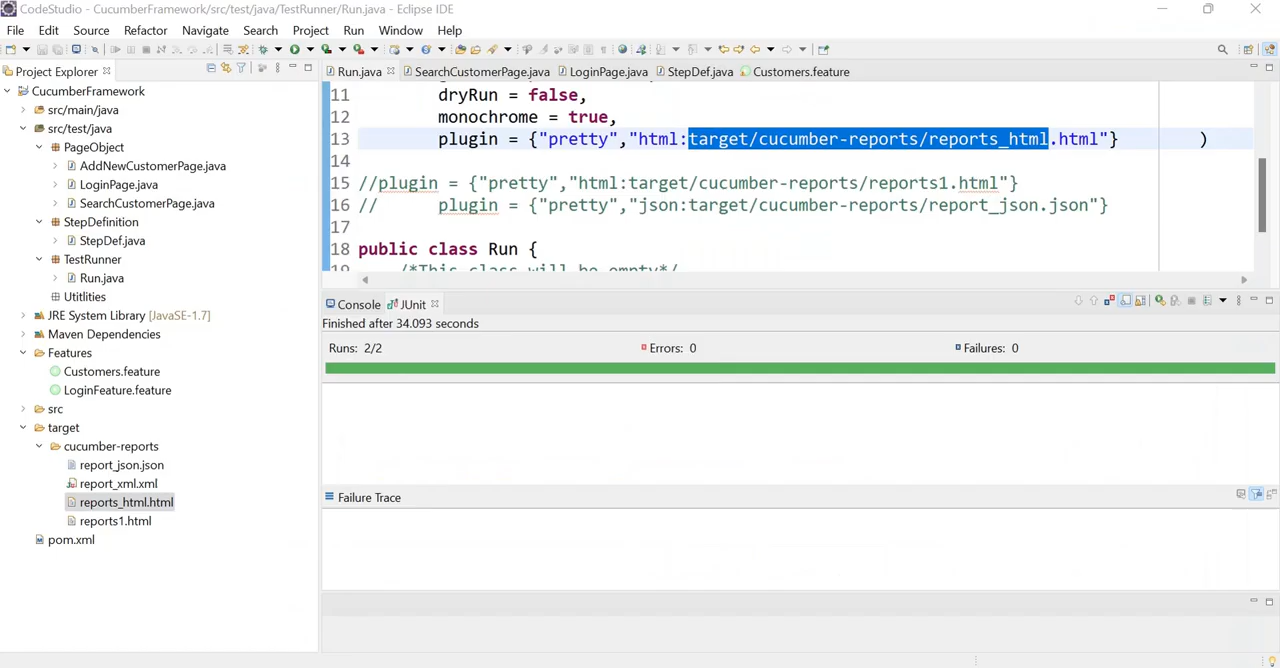 CodeStudio - CucumberFramework/src/test/java/TestRunner/Run.java - Eclipse IDE
File Edit Source Refactor Navigate Search Project Run Window Help
Project Explorer
CucumberFramework
src/main/java
src/test/java
PageObject
AddNewCustomerPage.java
LoginPage.java
SearchCustomerPage.java
StepDefinition
StepDef.java
TestRunner
Run.java
Utitlities
JRE System Library [JavaSE-1.7]
Maven Dependencies
Features
Customers.feature
LoginFeature.feature
src
target
cucumber-reports
report_json.json
report_xml.xml
reports_html.html
reports1.html
pom.xml
Run.java SearchCustomerPage.java LoginPage.java StepDef.java Customers.feature
11 dryRun = false,
12 monochrome = true,
13 plugin = {"pretty","html:target/cucumber-reports/reports_html.html"} )
14
15 //plugin = {"pretty","html:target/cucumber-reports/reports1.html"}
16 // plugin = {"pretty","json:target/cucumber-reports/report_json.json"}
17
18 public class Run {
19 /*This class will be empty*/
Console JUnit
Finished after 34.093 seconds
Runs: 2/2 Errors: 0 Failures: 0
Failure Trace